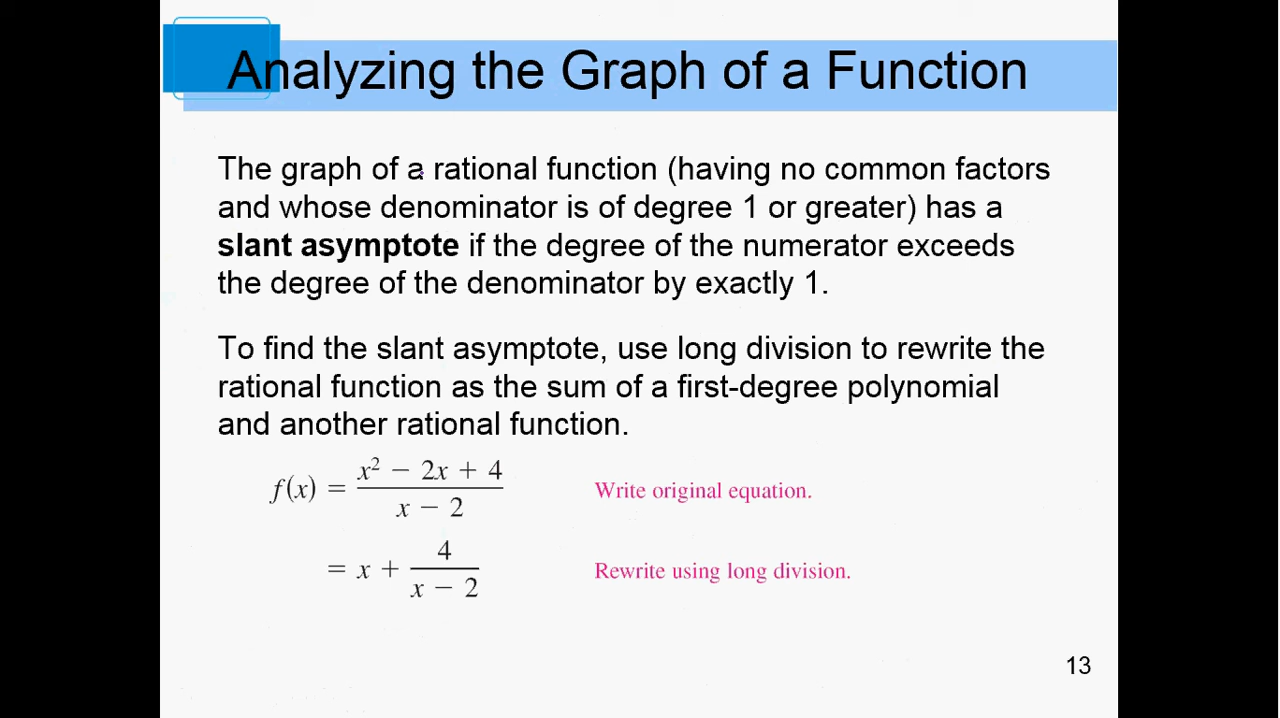 Analyzing the Graph of a Function
The graph of a rational function (having no common factors
and whose denominator is of degree 1 or greater) has a
slant asymptote if the degree of the numerator exceeds
the degree of the denominator by exactly 1.
To find the slant asymptote, use long division to rewrite the
rational function as the sum of a first-degree polynomial
and another rational function.
f(x) = (x² − 2x + 4)/(x − 2) Write original equation.
= x + 4/(x − 2) Rewrite using long division.
13